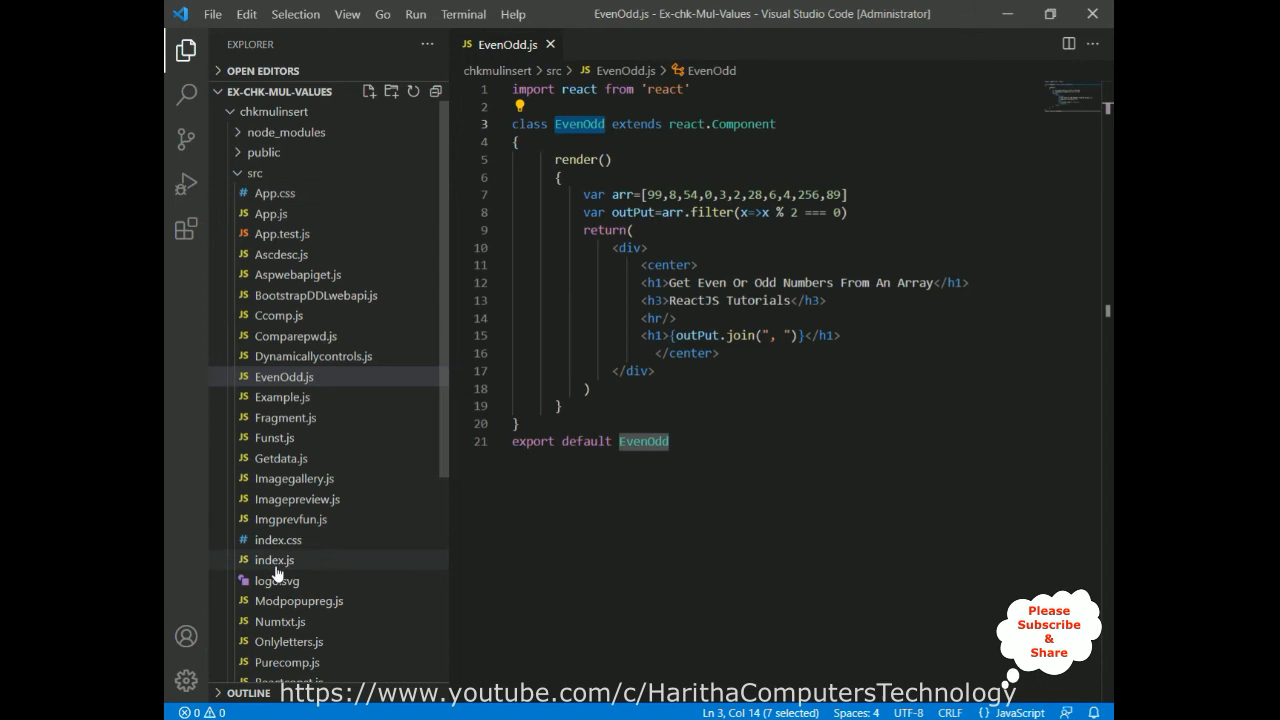 File Edit Selection View Go Run Terminal Help EvenOdd.js - Ex-chk-Mul-Values - Visual Studio Code [Administrator]
EXPLORER
OPEN EDITORS
EX-CHK-MUL-VALUES
chkmulinsert
node_modules
public
src
App.css
App.js
App.test.js
Ascdesc.js
Aspwebapiget.js
BootstrapDDLwebapi.js
Ccomp.js
Comparepwd.js
Dynamicallycontrols.js
EvenOdd.js
Example.js
Fragment.js
Funst.js
Getdata.js
Imagegallery.js
Imagepreview.js
Imgprevfun.js
index.css
index.js
logo.svg
Modpopupreg.js
Numtxt.js
Onlyletters.js
Purecomp.js
OUTLINE
JS EvenOdd.js
chkmulinsert > src > JS EvenOdd.js > EvenOdd
1 import react from 'react'
2
3 class EvenOdd extends react.Component
4 {
5 render()
6 {
7 var arr=[99,8,54,0,3,2,28,6,4,256,89]
8 var outPut=arr.filter(x=>x % 2 === 0)
9 return(
10 <div>
11 <center>
12 <h1>Get Even Or Odd Numbers From An Array</h1>
13 <h3>ReactJS Tutorials</h3>
14 <hr/>
15 <h1>{outPut.join(", ")}</h1>
16 </center>
17 </div>
18 )
19 }
20 }
21 export default EvenOdd
Please
Subscribe
&
Share
https://www.youtube.com/c/HarithaComputersTechnology
0 0 Ln 3, Col 14 (7 selected) Spaces: 4 UTF-8 CRLF {} JavaScript